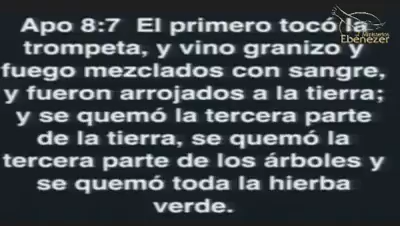 Apo 8:7 El primero tocó la
trompeta, y vino granizo y
fuego mezclados con sangre,
y fueron arrojados a la tierra;
y se quemó la tercera parte
de la tierra, se quemó la
tercera parte de los árboles y
se quemó toda la hierba
verde.
Ministerios
Ebenezer